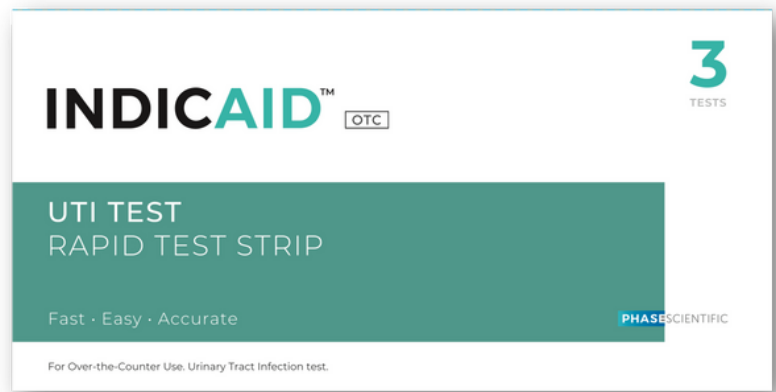 INDICAID™ OTC
3
TESTS
UTI TEST
RAPID TEST STRIP
Fast · Easy · Accurate
PHASESCIENTIFIC
For Over-the-Counter Use. Urinary Tract Infection test.